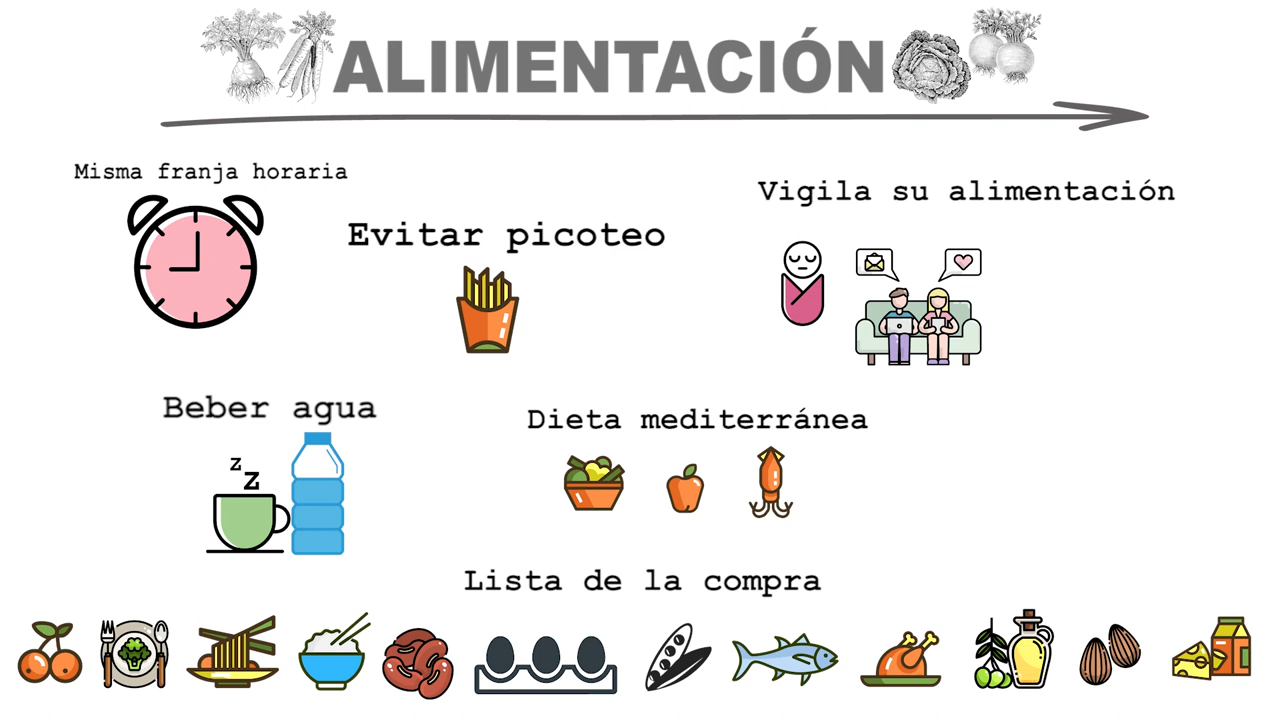 ALIMENTACIÓN
Misma franja horaria
Vigila su alimentación
Evitar picoteo
Beber agua
Dieta mediterránea
z
z
Lista de la compra